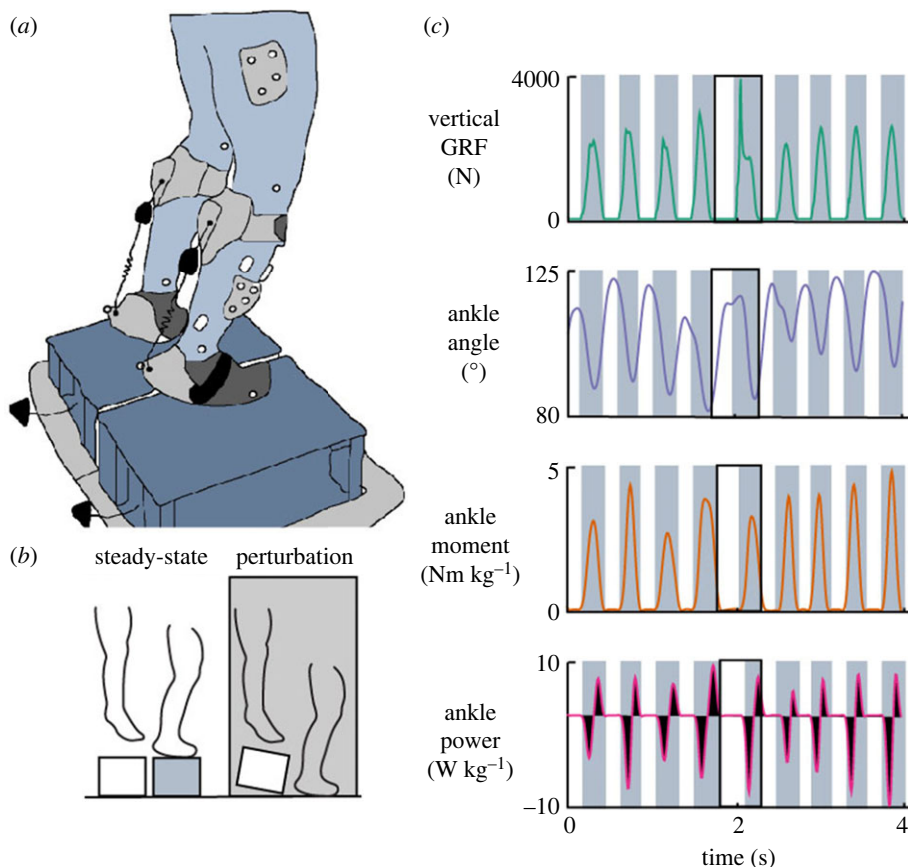 (a)
(b)
steady-state perturbation
(c)
4000
vertical
GRF
(N)
0
125
ankle
angle
(°)
80
5
ankle
moment
(Nm kg–1)
0
10
ankle
power
(W kg–1)
–10
0 2 4
time (s)